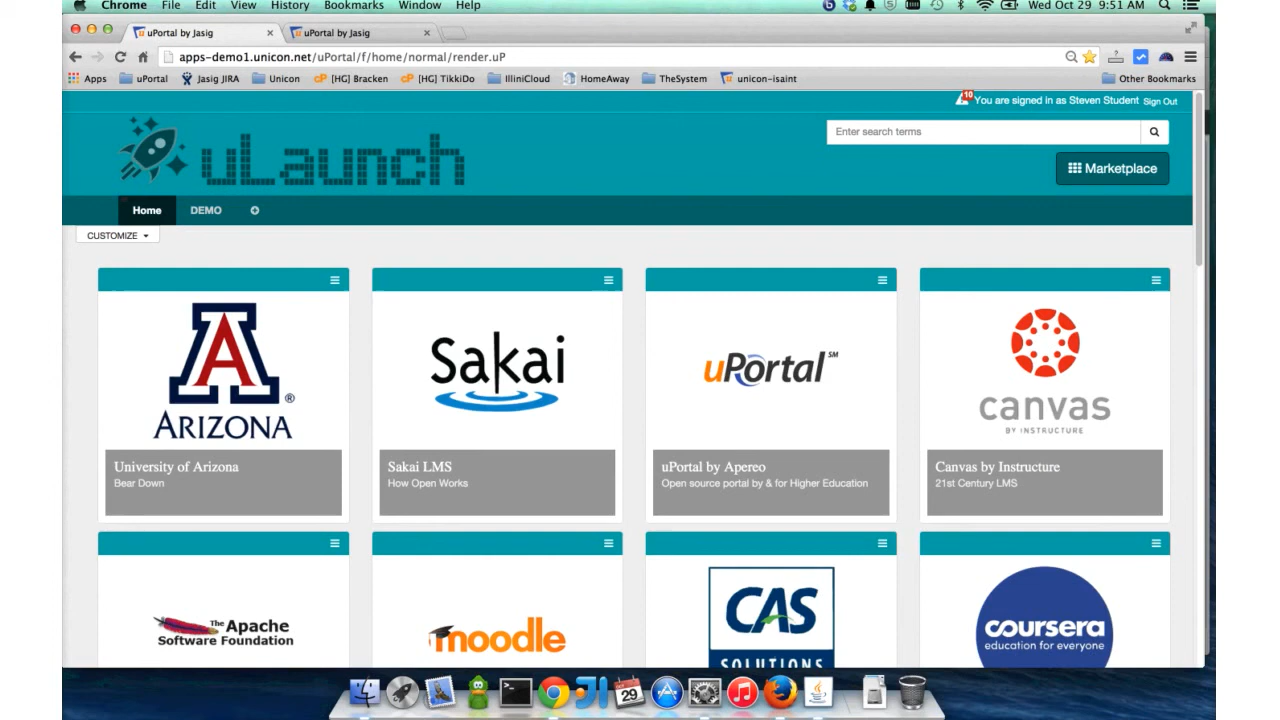 Chrome File Edit View History Bookmarks Window Help Wed Oct 29 9:51 AM
uPortal by Jasig uPortal by Jasig
apps-demo1.unicon.net/uPortal/f/home/normal/render.uP
Apps uPortal Jasig JIRA Unicon [HG] Bracken [HG] TikkiDo IlliniCloud HomeAway TheSystem unicon-isaint Other Bookmarks
10 You are signed in as Steven Student Sign Out
uLaunch
Enter search terms
Marketplace
Home DEMO
CUSTOMIZE
A
ARIZONA
®
Sakai
uPortal SM
canvas
BY INSTRUCTURE
University of Arizona
Bear Down
Sakai LMS
How Open Works
uPortal by Apereo
Open source portal by & for Higher Education
Canvas by Instructure
21st Century LMS
The Apache
Software Foundation
moodle
CAS
SOLUTIONS
coursera
education for everyone
29